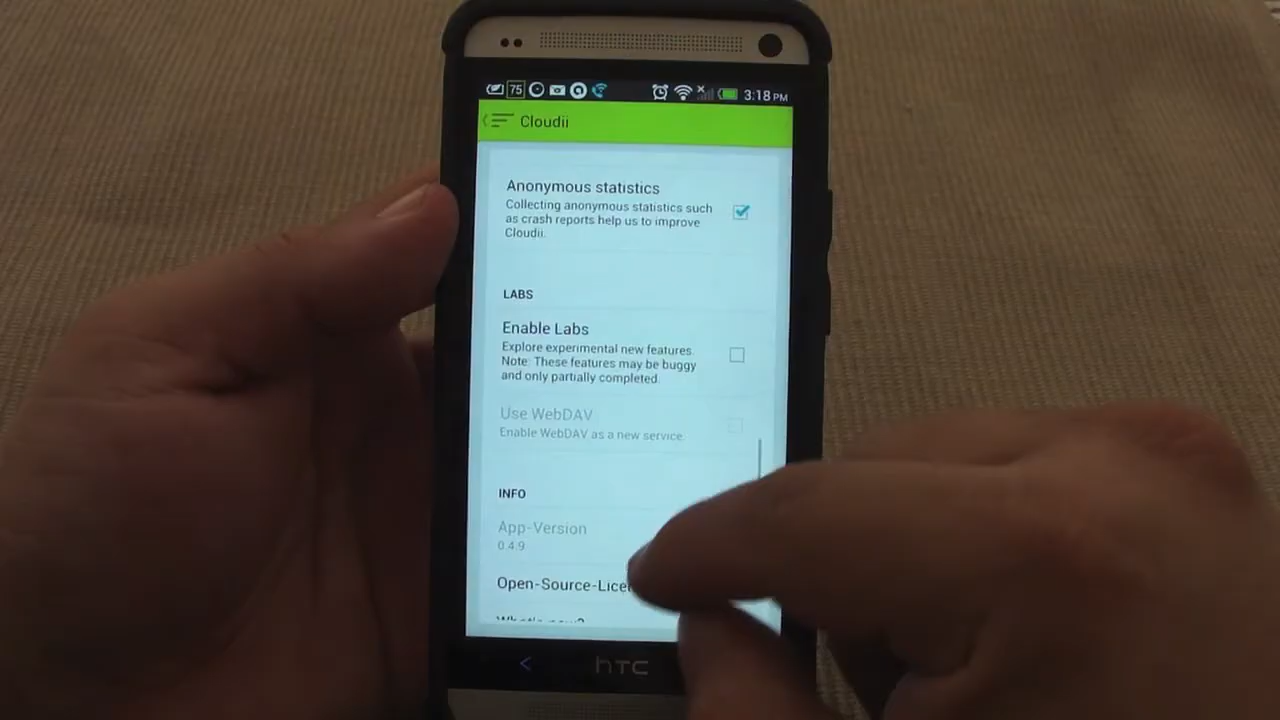 75
3:18 PM
Cloudii
Anonymous statistics
Collecting anonymous statistics such
as crash reports help us to improve
Cloudii.
LABS
Enable Labs
Explore experimental new features.
Note: These features may be buggy
and only partially completed.
Use WebDAV
Enable WebDAV as a new service.
INFO
App-Version
0.4.9
Open-Source-Lice
hTC